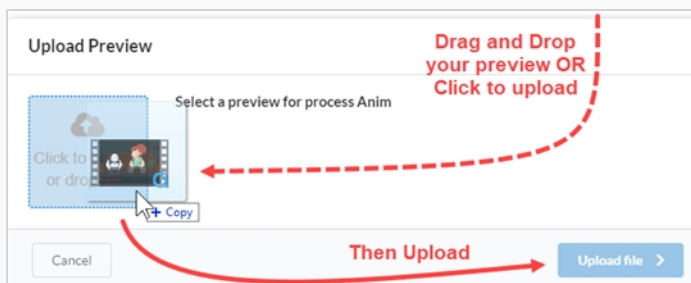 Upload Preview
Drag and Drop
your preview OR
Click to upload
Select a preview for process Anim
Click to
or dro
+ Copy
Then Upload
Cancel
Upload file >